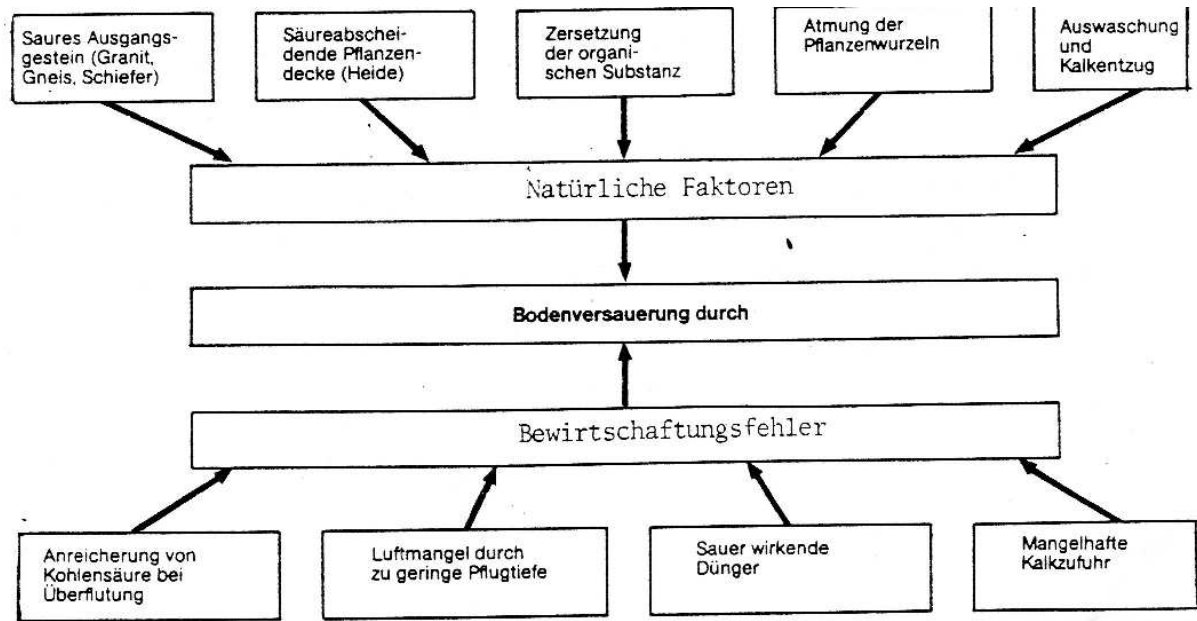 Saures Ausgangs-
gestein (Granit,
Gneis, Schiefer)
Säureabschei-
dende Pflanzen-
decke (Heide)
Zersetzung
der organi-
schen Substanz
Atmung der
Pflanzenwurzeln
Auswaschung
und
Kalkentzug
Natürliche Faktoren
Bodenversauerung durch
Bewirtschaftungsfehler
Anreicherung von
Kohlensäure bei
Überflutung
Luftmangel durch
zu geringe Pflugtiefe
Sauer wirkende
Dünger
Mangelhafte
Kalkzufuhr